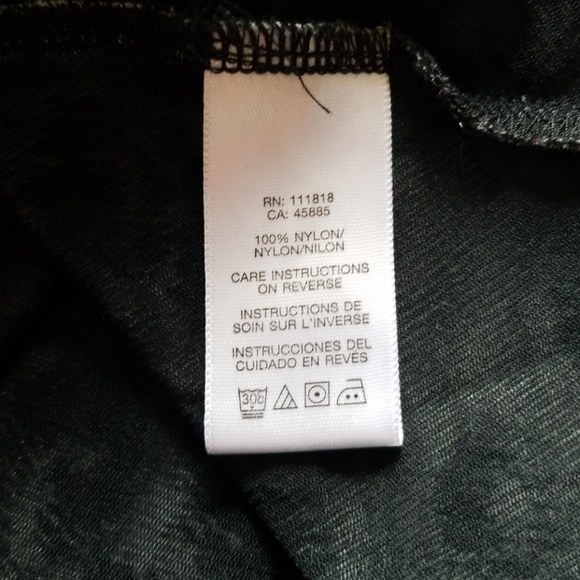 RN: 111818
CA: 45885
100% NYLON/
NYLON/NILON
CARE INSTRUCTIONS
ON REVERSE
INSTRUCTIONS DE
SOIN SUR L'INVERSE
INSTRUCCIONES DEL
CUIDADO EN REVÉS
30c